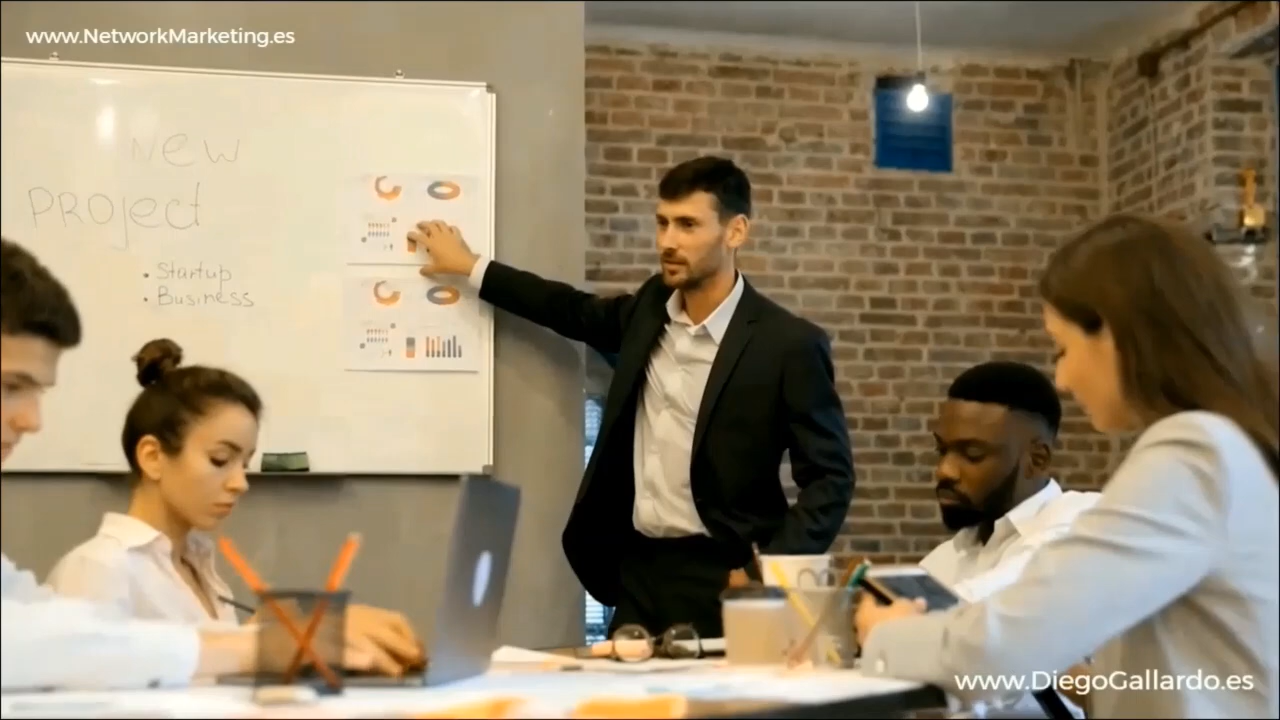 www.NetworkMarketing.es
New
PROject
• Startup
• Business
www.DiegoGallardo.es